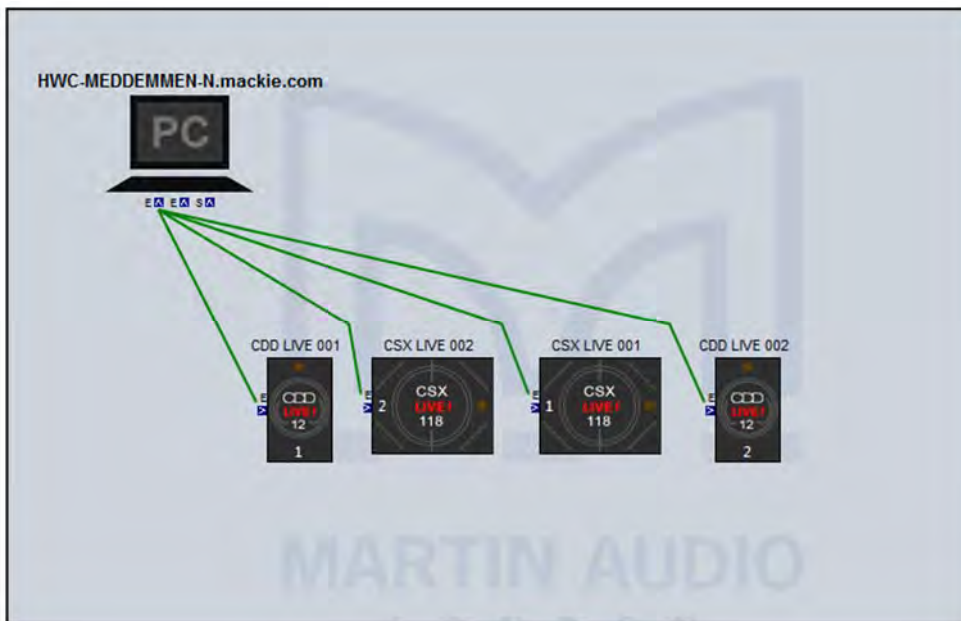 HWC-MEDDEMMEN-N.mackie.com
PC
E E S
CDD LIVE 001
CSX LIVE 002
CSX LIVE 001
CDD LIVE 002
E
CDD
LIVE!
12
1
E
2
CSX
LIVE!
118
E
1
CSX
LIVE!
118
E
CDD
LIVE!
12
2
MARTIN AUDIO